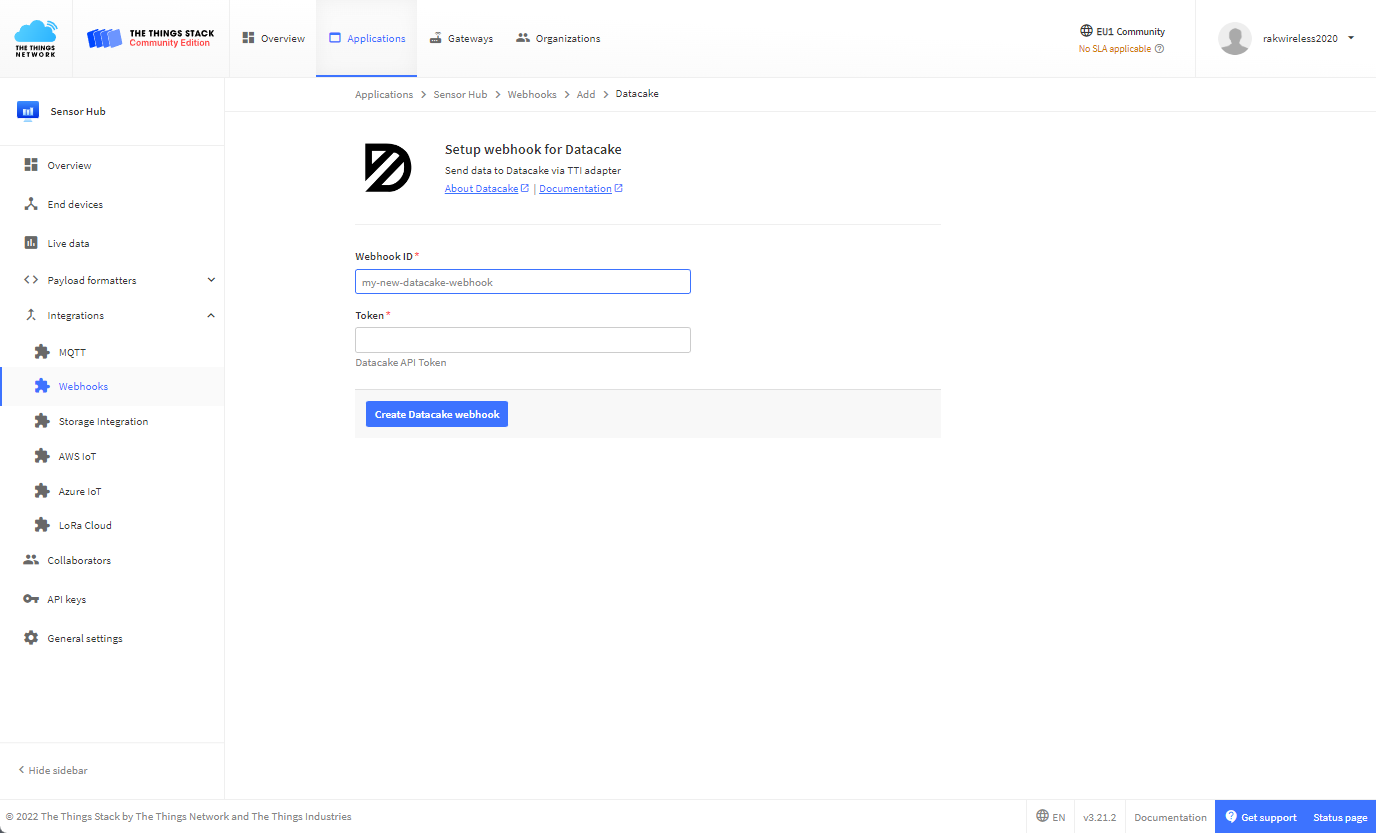 THE THINGS NETWORK
THE THINGS STACK
Community Edition
Overview
Applications
Gateways
Organizations
EU1 Community
No SLA applicable
rakwireless2020
Sensor Hub
Overview
End devices
Live data
Payload formatters
Integrations
MQTT
Webhooks
Storage Integration
AWS IoT
Azure IoT
LoRa Cloud
Collaborators
API keys
General settings
Hide sidebar
Applications > Sensor Hub > Webhooks > Add > Datacake
Setup webhook for Datacake
Send data to Datacake via TTI adapter
About Datacake | Documentation
Webhook ID*
my-new-datacake-webhook
Token*
Datacake API Token
Create Datacake webhook
© 2022 The Things Stack by The Things Network and The Things Industries
EN
v3.21.2
Documentation
Get support
Status page